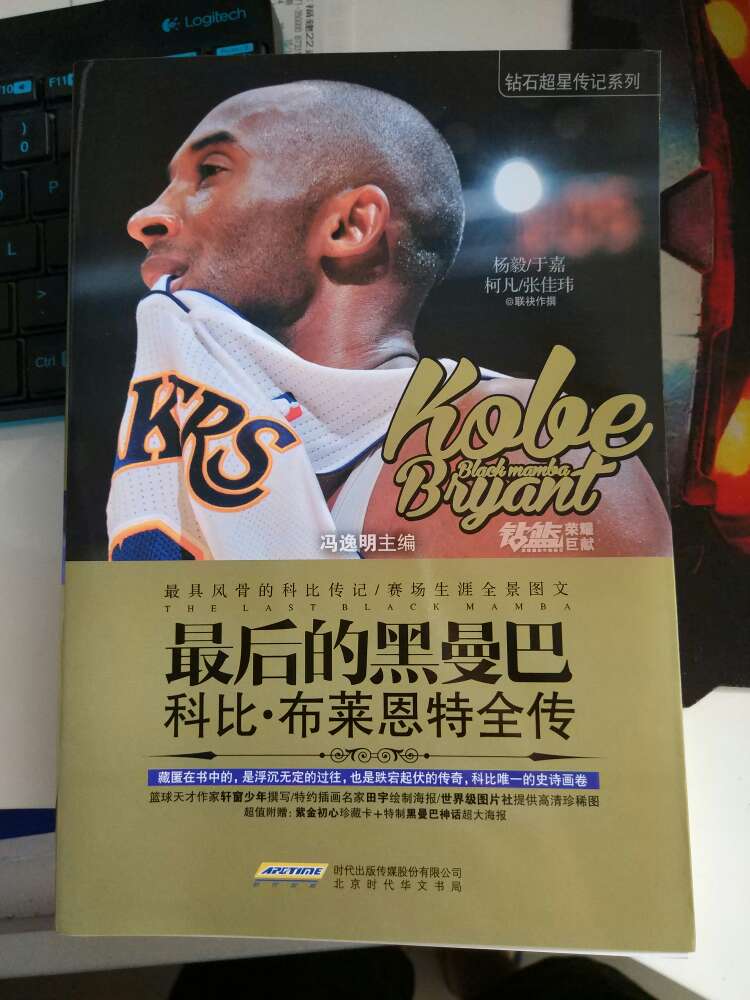 Logitech
F10
F11
)
0
P
L
>
Ctrl
钻石超星传记系列
杨毅/于嘉
柯凡/张佳玮
◎联袂作撰
KRS
Kobe
Black mamba
Bryant
钻篮 荣耀
巨献
冯逸明主编
最具风骨的科比传记/赛场生涯全景图文
THE LAST BLACK MAMBA
最后的黑曼巴
科比·布莱恩特全传
藏匿在书中的,是浮沉无定的过往,也是跌宕起伏的传奇,科比唯一的史诗画卷
篮球天才作家轩窗少年撰写/特约插画名家田宇绘制海报/世界级图片社提供高清珍稀图
超值附赠:紫金初心珍藏卡+特制黑曼巴神话超大海报
ARCTIME
时代出版传媒股份有限公司
北京时代华文书局